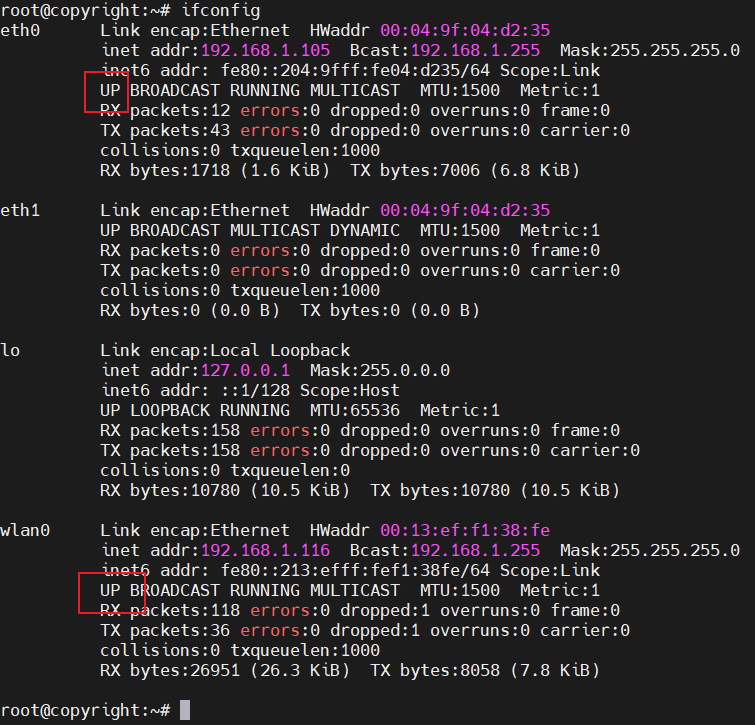 root@copyright:~# ifconfig
eth0      Link encap:Ethernet  HWaddr 00:04:9f:04:d2:35
          inet addr:192.168.1.105  Bcast:192.168.1.255  Mask:255.255.255.0
          inet6 addr: fe80::204:9fff:fe04:d235/64 Scope:Link
          UP BROADCAST RUNNING MULTICAST  MTU:1500  Metric:1
          RX packets:12 errors:0 dropped:0 overruns:0 frame:0
          TX packets:43 errors:0 dropped:0 overruns:0 carrier:0
          collisions:0 txqueuelen:1000
          RX bytes:1718 (1.6 KiB)  TX bytes:7006 (6.8 KiB)

eth1      Link encap:Ethernet  HWaddr 00:04:9f:04:d2:35
          UP BROADCAST MULTICAST DYNAMIC  MTU:1500  Metric:1
          RX packets:0 errors:0 dropped:0 overruns:0 frame:0
          TX packets:0 errors:0 dropped:0 overruns:0 carrier:0
          collisions:0 txqueuelen:1000
          RX bytes:0 (0.0 B)  TX bytes:0 (0.0 B)

lo        Link encap:Local Loopback
          inet addr:127.0.0.1  Mask:255.0.0.0
          inet6 addr: ::1/128 Scope:Host
          UP LOOPBACK RUNNING  MTU:65536  Metric:1
          RX packets:158 errors:0 dropped:0 overruns:0 frame:0
          TX packets:158 errors:0 dropped:0 overruns:0 carrier:0
          collisions:0 txqueuelen:0
          RX bytes:10780 (10.5 KiB)  TX bytes:10780 (10.5 KiB)

wlan0     Link encap:Ethernet  HWaddr 00:13:ef:f1:38:fe
          inet addr:192.168.1.116  Bcast:192.168.1.255  Mask:255.255.255.0
          inet6 addr: fe80::213:efff:fef1:38fe/64 Scope:Link
          UP BROADCAST RUNNING MULTICAST  MTU:1500  Metric:1
          RX packets:118 errors:0 dropped:1 overruns:0 frame:0
          TX packets:36 errors:0 dropped:1 overruns:0 carrier:0
          collisions:0 txqueuelen:1000
          RX bytes:26951 (26.3 KiB)  TX bytes:8058 (7.8 KiB)

root@copyright:~#